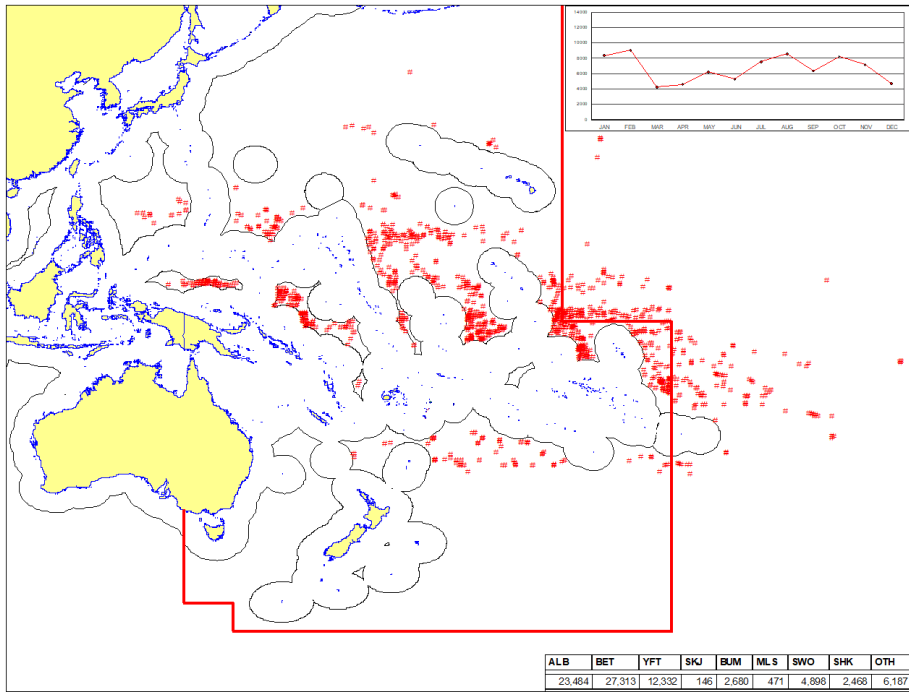 14000
12000
10000
8000
6000
4000
2000
0
JAN FEB MAR APR MAY JUN JUL AUG SEP OCT NOV DEC
ALB BET YFT SKJ BUM MLS SWO SHK OTH
23,484 27,313 12,332 146 2,680 471 4,898 2,468 6,187